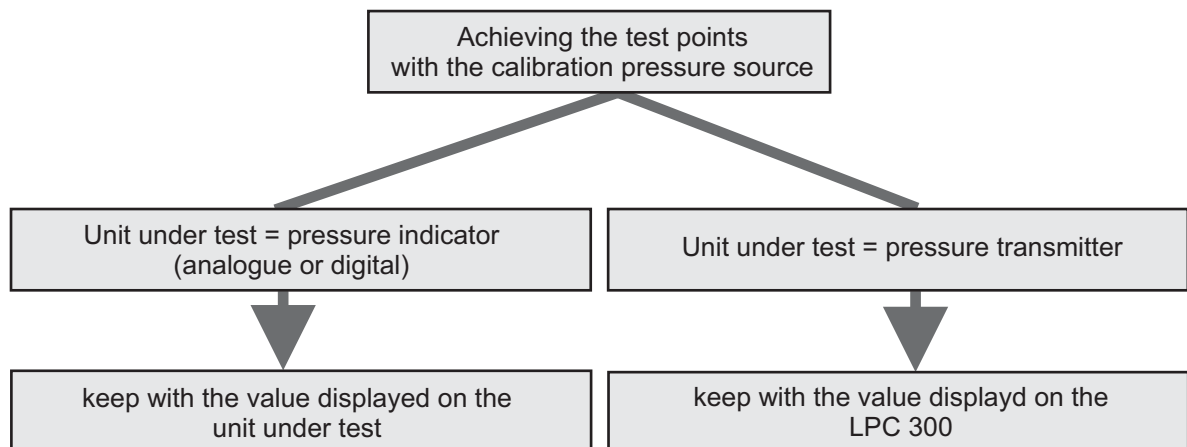 Achieving the test points
with the calibration pressure source
Unit under test = pressure indicator
(analogue or digital)
Unit under test = pressure transmitter
keep with the value displayed on the
unit under test
keep with the value displayd on the
LPC 300